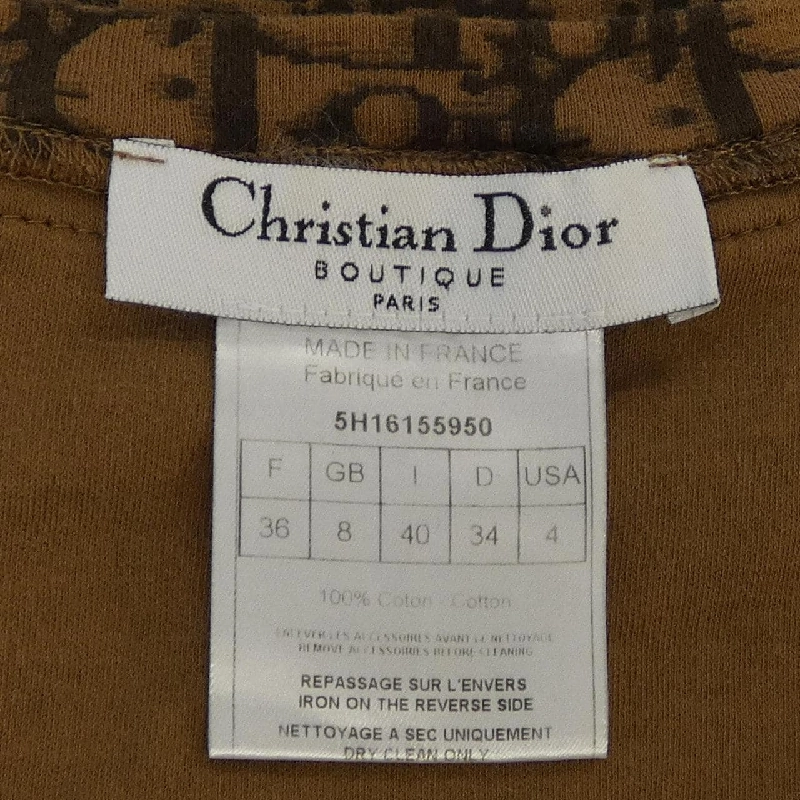 Christian Dior
BOUTIQUE
PARIS
MADE IN FRANCE
Fabriqué en France
5H16155950
F GB I D USA
36 8 40 34 4
100% Coton - Cotton
ENLEVER LES ACCESSOIRES AVANT LE NETTOYAGE
REMOVE ACCESSORIES BEFORE CLEANING
REPASSAGE SUR L'ENVERS
IRON ON THE REVERSE SIDE
NETTOYAGE A SEC UNIQUEMENT
DRY CLEAN ONLY